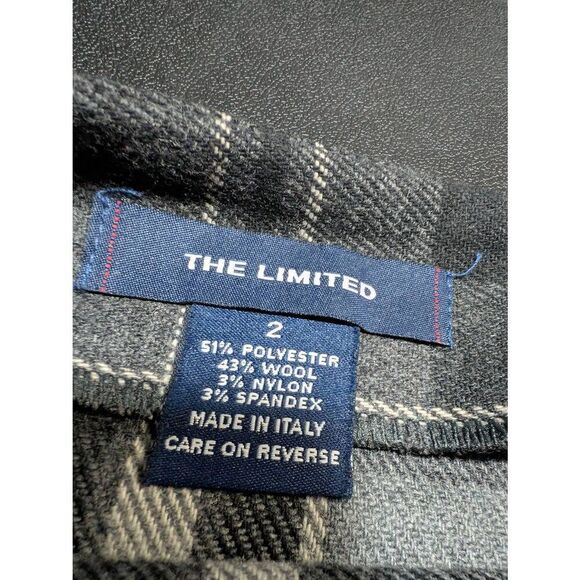 THE LIMITED
2
51% POLYESTER
43% WOOL
3% NYLON
3% SPANDEX
MADE IN ITALY
CARE ON REVERSE